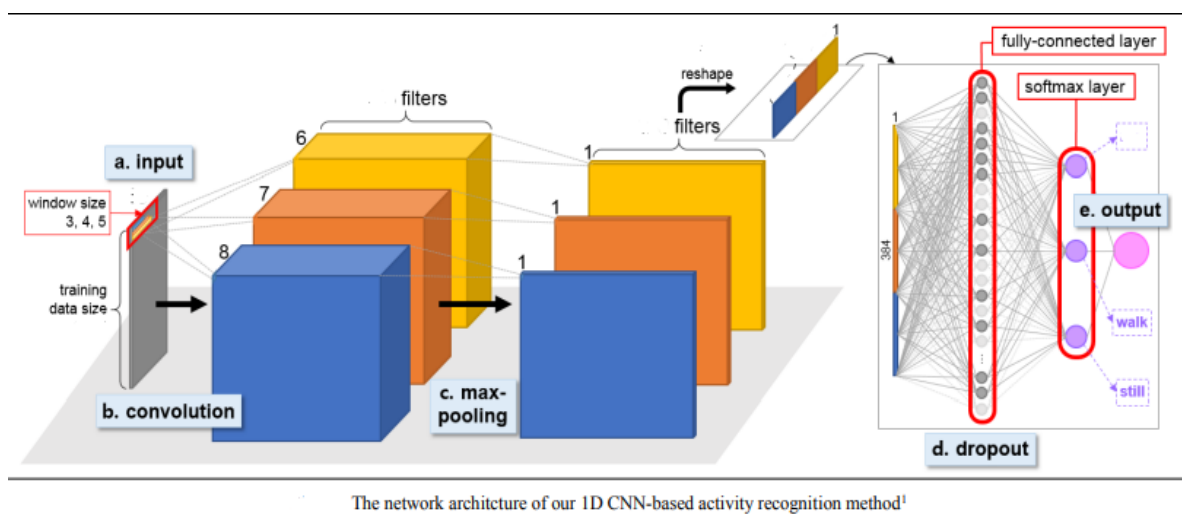 fully-connected layer
1
reshape
softmax layer
filters
filters
6
1
1
a. input
7
1
window size
3, 4, 5
e. output
8
1
384
training
data size
walk
c. max-
pooling
still
b. convolution
d. dropout
The network architcture of our 1D CNN-based activity recognition method1